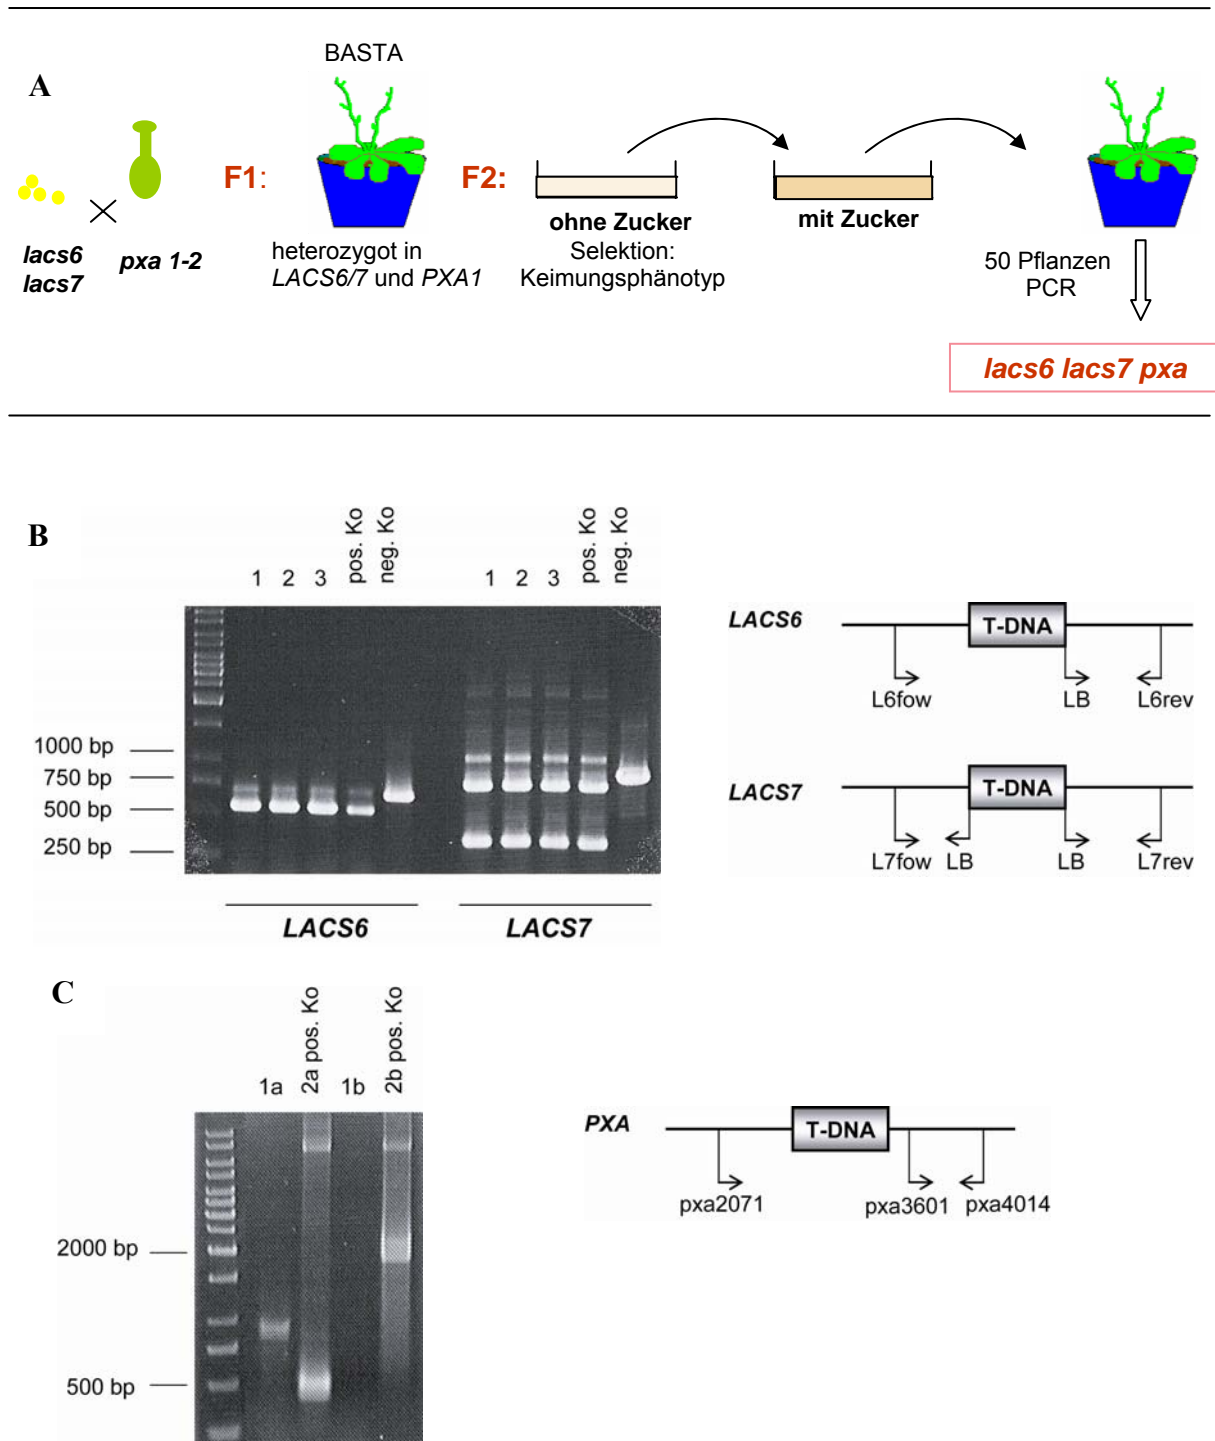 A
BASTA
lacs6
lacs7
pxa 1-2
F1:
heterozygot in
LACS6/7 und PXA1
F2:
ohne Zucker
Selektion:
Keimungsphänotyp
mit Zucker
50 Pflanzen
PCR
lacs6 lacs7 pxa
B
1 2 3 pos. Ko neg. Ko 1 2 3 pos. Ko neg. Ko
1000 bp
750 bp
500 bp
250 bp
LACS6 LACS7
LACS6
T-DNA
L6fow LB L6rev
LACS7
T-DNA
L7fow LB LB L7rev
C
1a 2a pos. Ko 1b 2b pos. Ko
2000 bp
500 bp
PXA
T-DNA
pxa2071 pxa3601 pxa4014